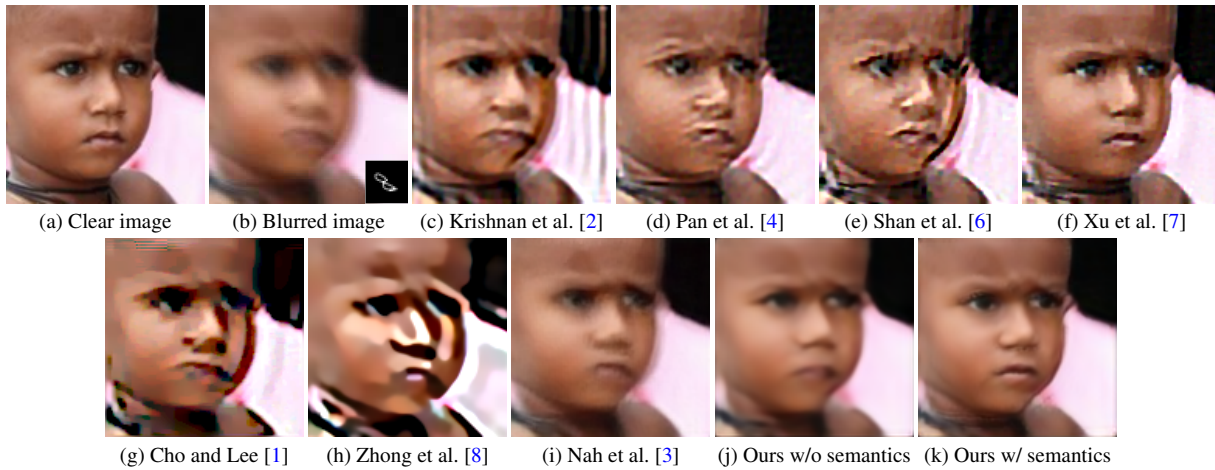 (a) Clear image (b) Blurred image (c) Krishnan et al. [2] (d) Pan et al. [4] (e) Shan et al. [6] (f) Xu et al. [7]
(g) Cho and Lee [1] (h) Zhong et al. [8] (i) Nah et al. [3] (j) Ours w/o semantics (k) Ours w/ semantics